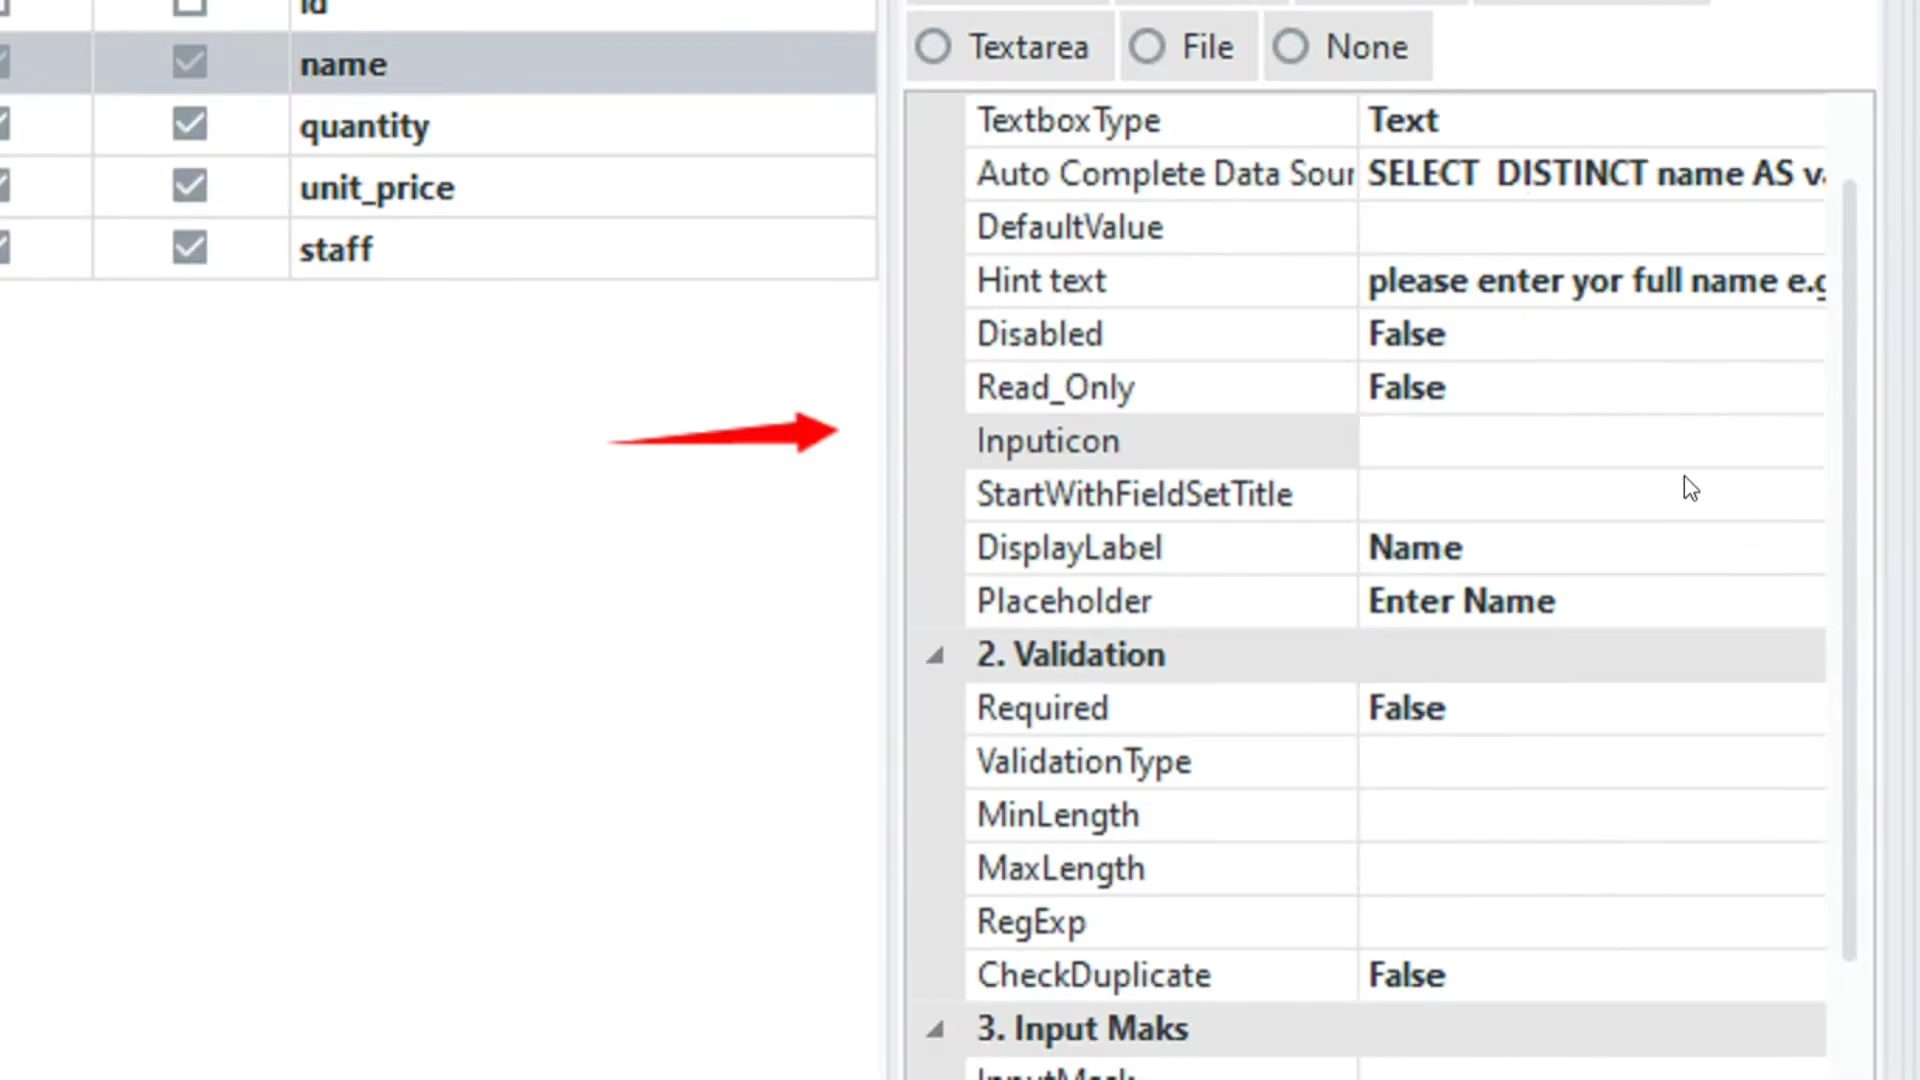 id
name
quantity
unit_price
staff
Textarea File None
TextboxType Text
Auto Complete Data Sour SELECT DISTINCT name AS va
DefaultValue
Hint text please enter yor full name e.g
Disabled False
Read_Only False
Inputicon
StartWithFieldSetTitle
DisplayLabel Name
Placeholder Enter Name
2. Validation
Required False
ValidationType
MinLength
MaxLength
RegExp
CheckDuplicate False
3. Input Maks
InputMask